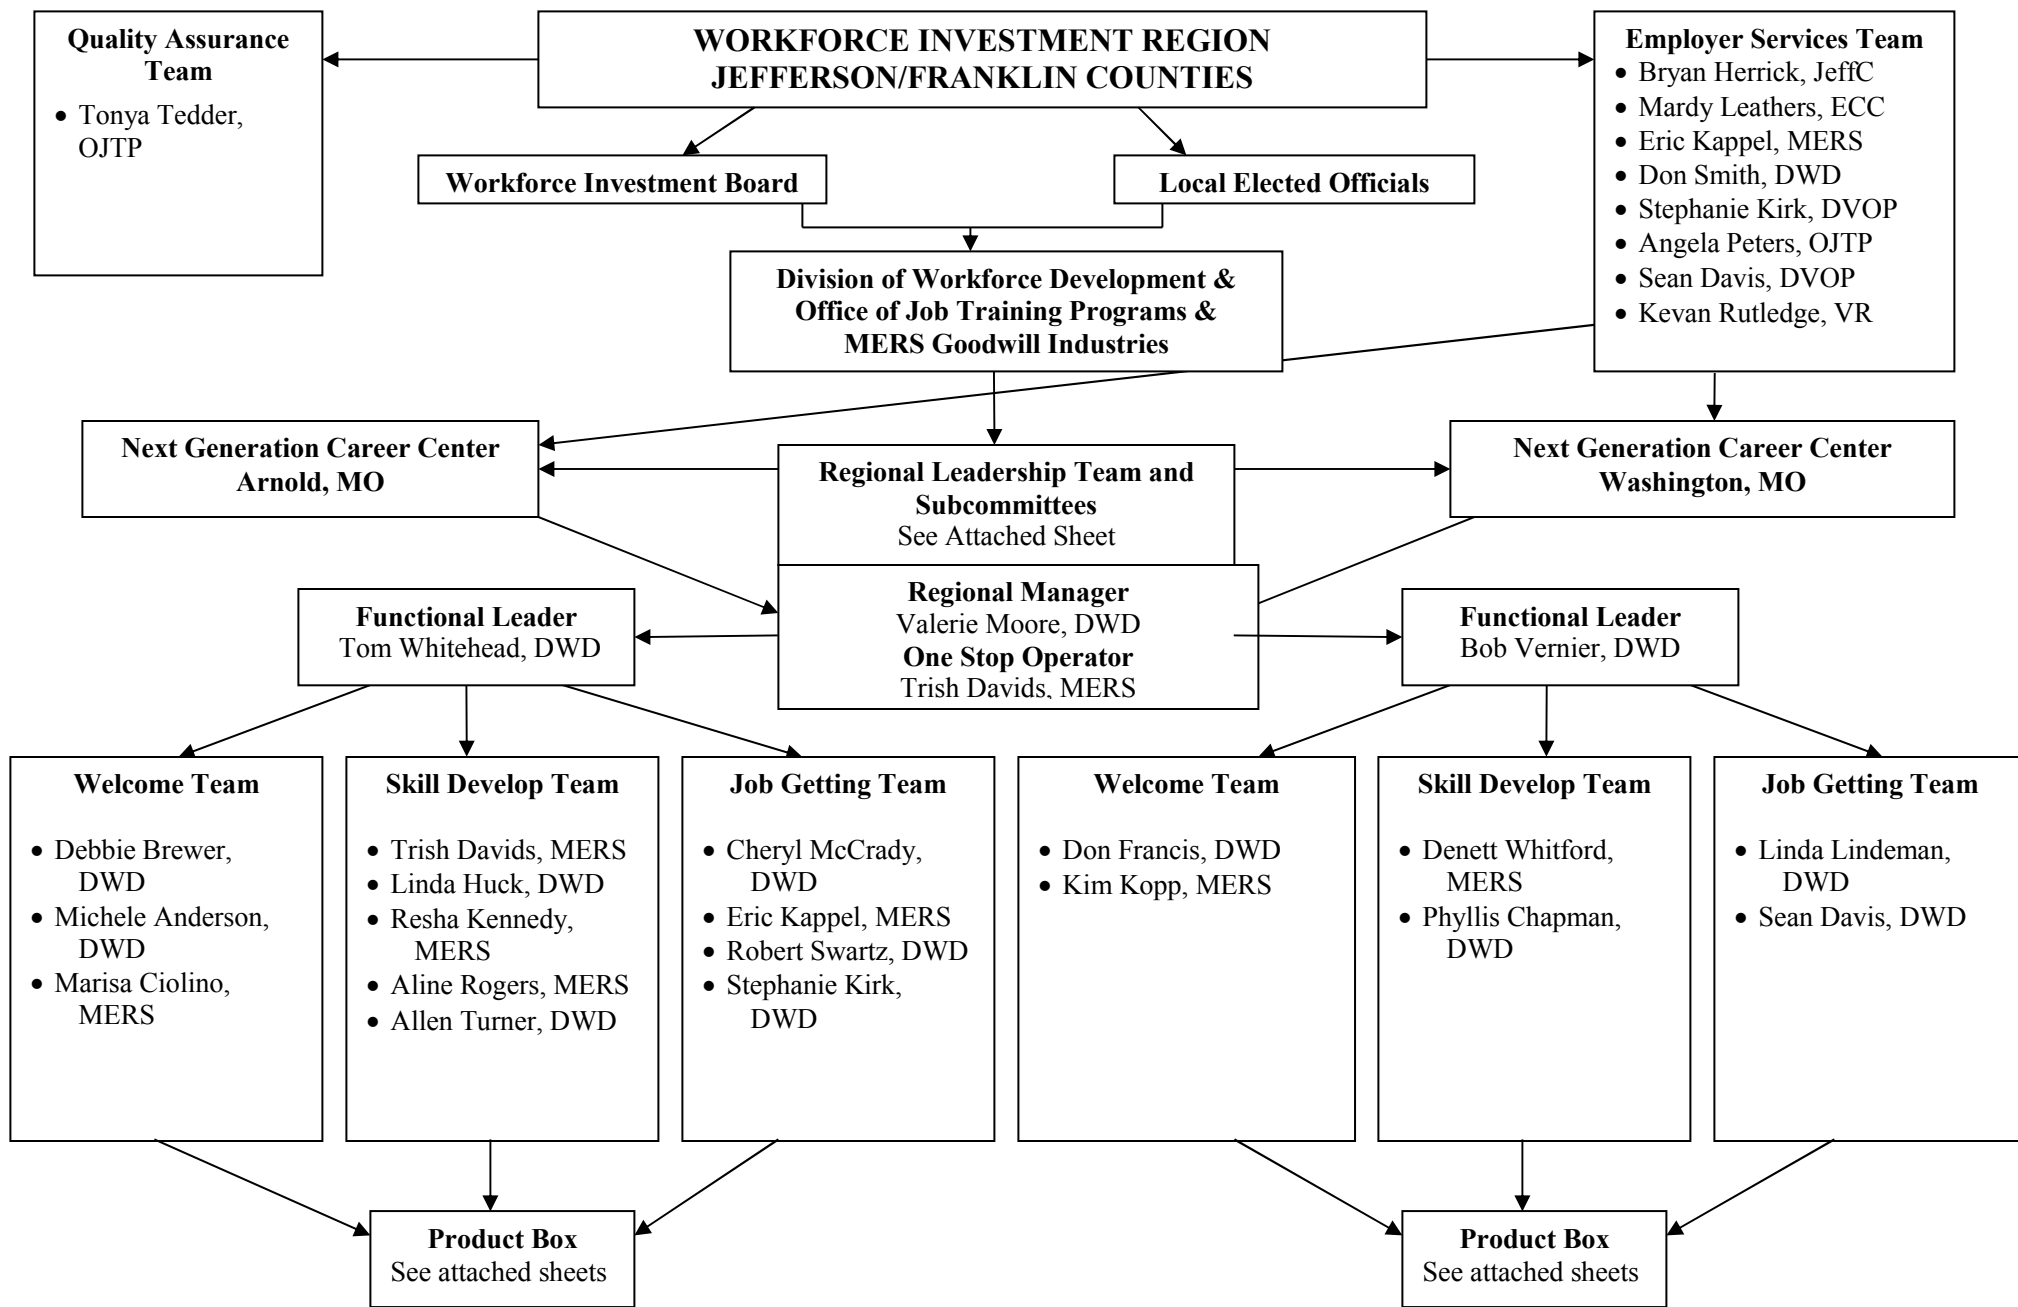 Quality Assurance
Team
• Tonya Tedder,
OJTP
WORKFORCE INVESTMENT REGION
JEFFERSON/FRANKLIN COUNTIES
Employer Services Team
• Bryan Herrick, JeffC
• Mardy Leathers, ECC
• Eric Kappel, MERS
• Don Smith, DWD
• Stephanie Kirk, DVOP
• Angela Peters, OJTP
• Sean Davis, DVOP
• Kevan Rutledge, VR
Workforce Investment Board
Local Elected Officials
Division of Workforce Development &
Office of Job Training Programs &
MERS Goodwill Industries
Next Generation Career Center
Arnold, MO
Regional Leadership Team and
Subcommittees
See Attached Sheet
Next Generation Career Center
Washington, MO
Functional Leader
Tom Whitehead, DWD
Regional Manager
Valerie Moore, DWD
One Stop Operator
Trish Davids, MERS
Functional Leader
Bob Vernier, DWD
Welcome Team
• Debbie Brewer,
DWD
• Michele Anderson,
DWD
• Marisa Ciolino,
MERS
Skill Develop Team
• Trish Davids, MERS
• Linda Huck, DWD
• Resha Kennedy,
MERS
• Aline Rogers, MERS
• Allen Turner, DWD
Job Getting Team
• Cheryl McCrady,
DWD
• Eric Kappel, MERS
• Robert Swartz, DWD
• Stephanie Kirk,
DWD
Welcome Team
• Don Francis, DWD
• Kim Kopp, MERS
Skill Develop Team
• Denett Whitford,
MERS
• Phyllis Chapman,
DWD
Job Getting Team
• Linda Lindeman,
DWD
• Sean Davis, DWD
Product Box
See attached sheets
Product Box
See attached sheets